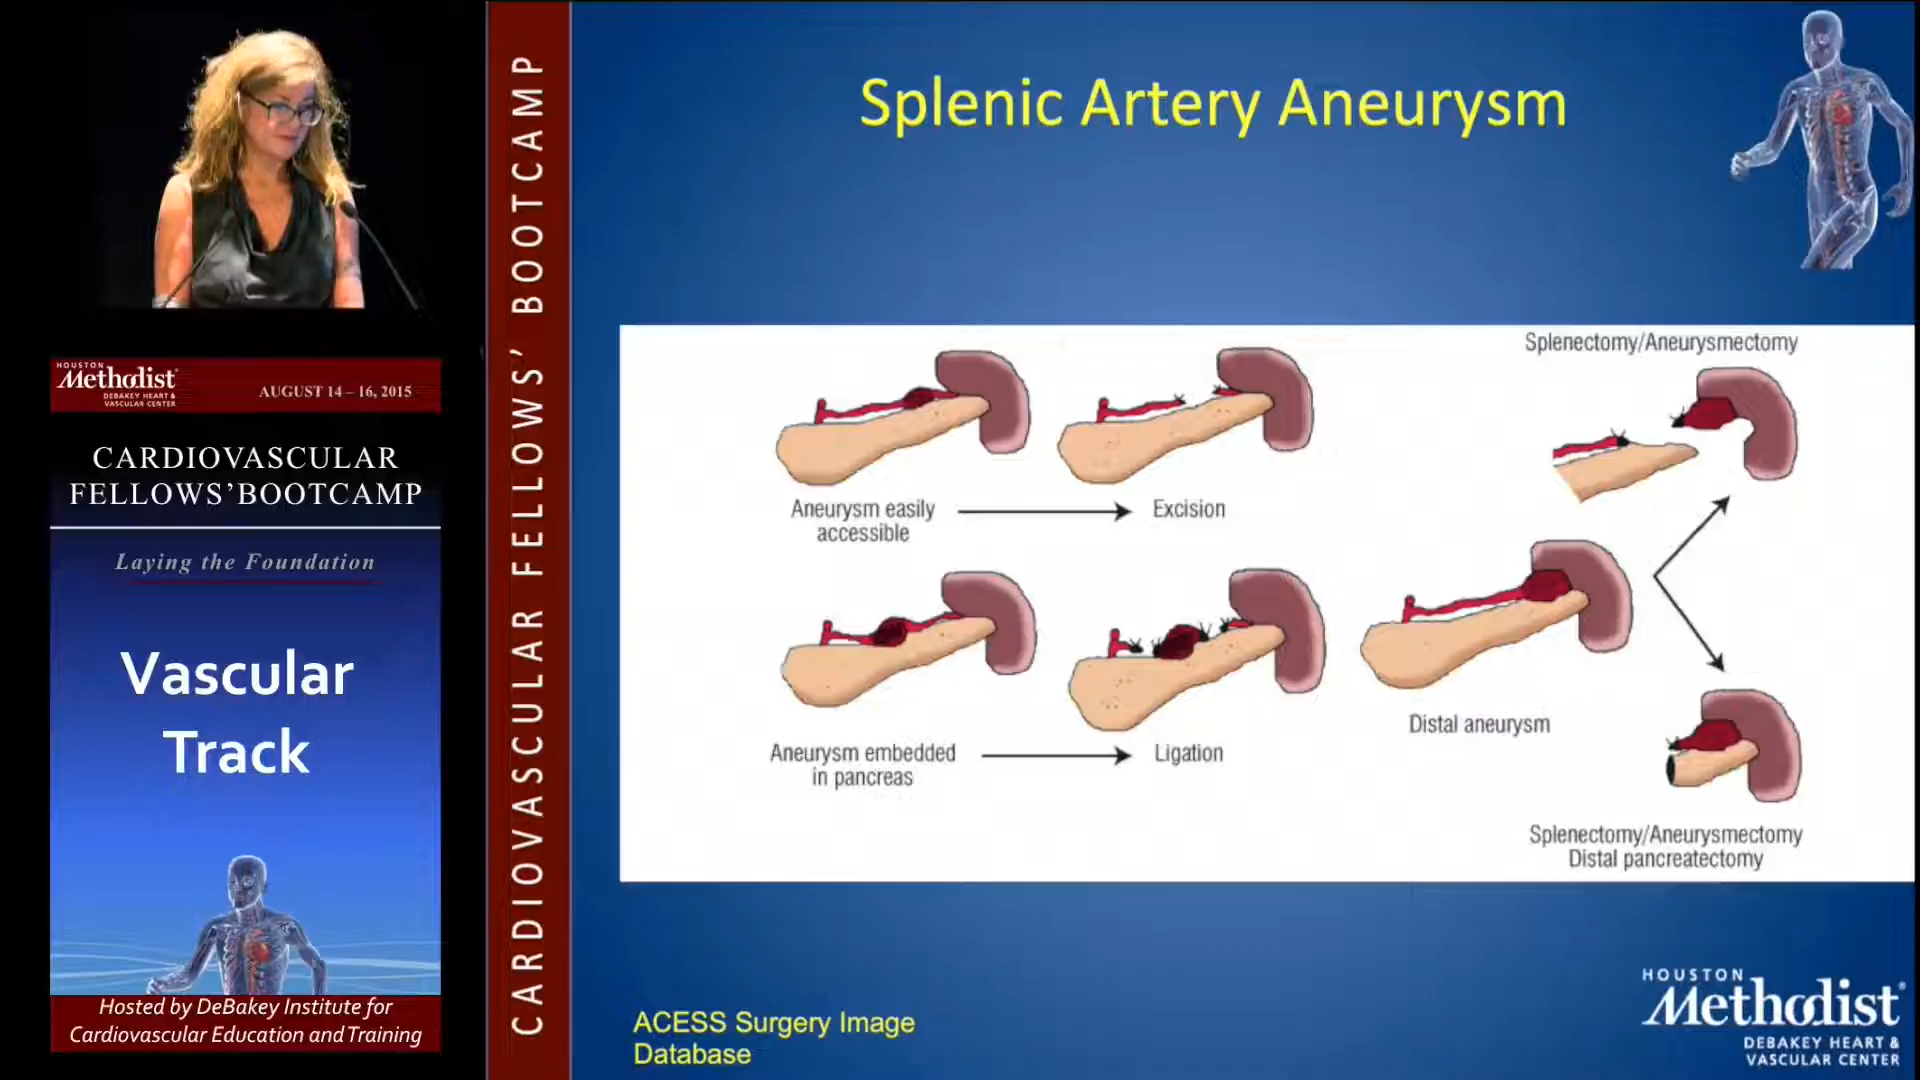 HOUSTON
Methodist
DEBAKEY HEART &
VASCULAR CENTER
AUGUST 14 – 16, 2015
CARDIOVASCULAR
FELLOWS'BOOTCAMP
Laying the Foundation
Vascular
Track
Hosted by DeBakey Institute for
Cardiovascular Education and Training
CARDIOVASCULAR FELLOWS' BOOTCAMP
Splenic Artery Aneurysm
Splenectomy/Aneurysmectomy
Aneurysm easily
accessible
Excision
Aneurysm embedded
in pancreas
Ligation
Distal aneurysm
Splenectomy/Aneurysmectomy
Distal pancreatectomy
ACESS Surgery Image
Database
HOUSTON
Methodist®
DEBAKEY HEART &
VASCULAR CENTER